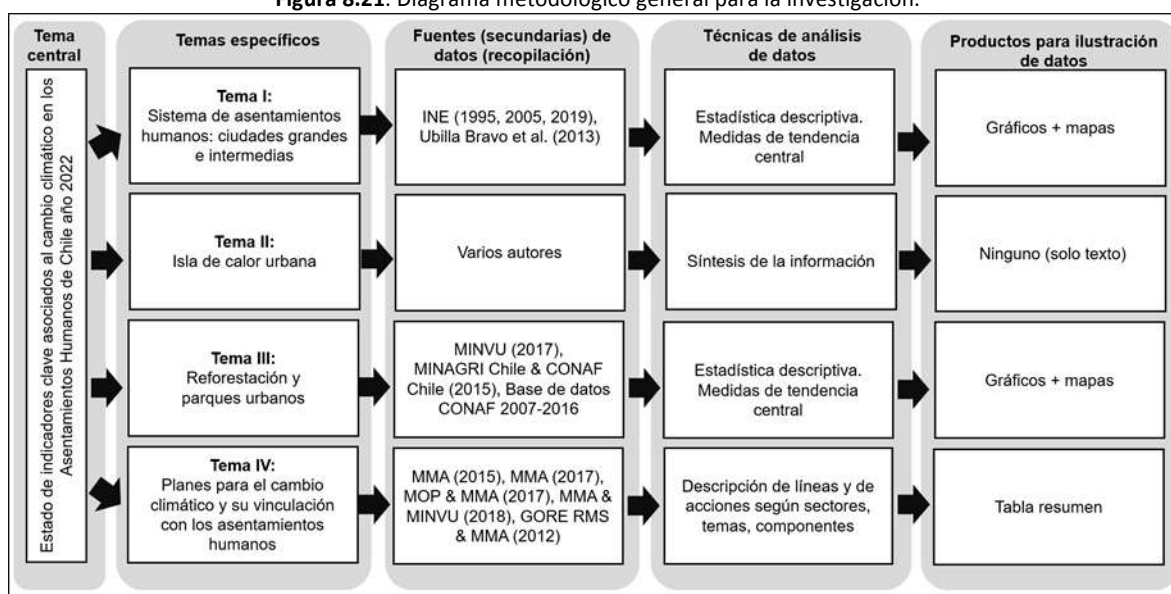 Figura 8.21. Diagrama metodológico general para la investigación.
Tema
central
Estado de indicadores clave asociados al cambio climático en los
Asentamientos Humanos de Chile año 2022
Temas específicos
Tema I:
Sistema de asentamientos
humanos: ciudades grandes
e intermedias
Tema II:
Isla de calor urbana
Tema III:
Reforestación y
parques urbanos
Tema IV:
Planes para el cambio
climático y su vinculación
con los asentamientos
humanos
Fuentes (secundarias) de
datos (recopilación)
INE (1995, 2005, 2019),
Ubilla Bravo et al. (2013)
Varios autores
MINVU (2017),
MINAGRI Chile & CONAF
Chile (2015), Base de datos
CONAF 2007-2016
MMA (2015), MMA (2017),
MOP & MMA (2017), MMA &
MINVU (2018), GORE RMS
& MMA (2012)
Técnicas de análisis
de datos
Estadística descriptiva.
Medidas de tendencia
central
Síntesis de la información
Estadística descriptiva.
Medidas de tendencia
central
Descripción de líneas y de
acciones según sectores,
temas, componentes
Productos para ilustración
de datos
Gráficos + mapas
Ninguno (solo texto)
Gráficos + mapas
Tabla resumen